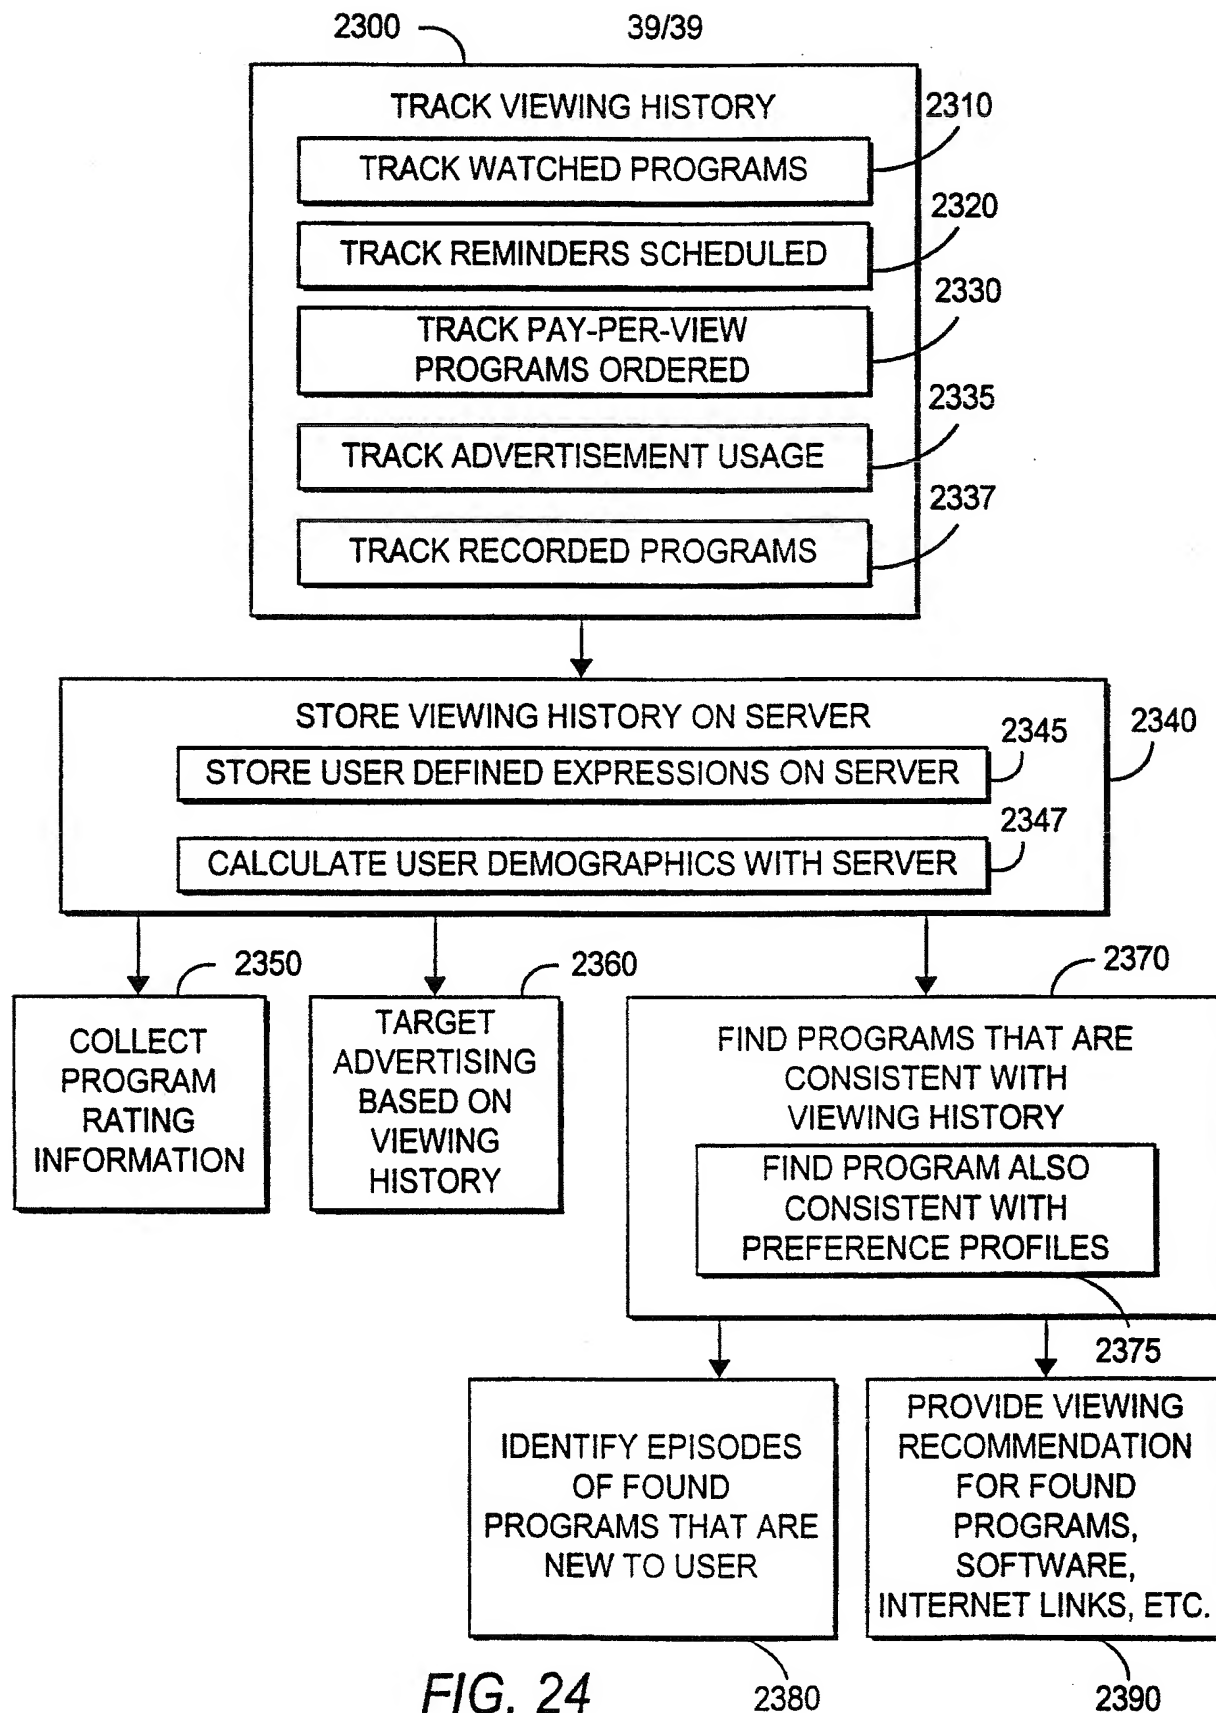 2300
39/39
TRACK VIEWING HISTORY
2310
TRACK WATCHED PROGRAMS
2320
TRACK REMINDERS SCHEDULED
2330
TRACK PAY-PER-VIEW
PROGRAMS ORDERED
2335
TRACK ADVERTISEMENT USAGE
2337
TRACK RECORDED PROGRAMS
STORE VIEWING HISTORY ON SERVER
2340
2345
STORE USER DEFINED EXPRESSIONS ON SERVER
2347
CALCULATE USER DEMOGRAPHICS WITH SERVER
2350
COLLECT
PROGRAM
RATING
INFORMATION
2360
TARGET
ADVERTISING
BASED ON
VIEWING
HISTORY
2370
FIND PROGRAMS THAT ARE
CONSISTENT WITH
VIEWING HISTORY
FIND PROGRAM ALSO
CONSISTENT WITH
PREFERENCE PROFILES
2375
IDENTIFY EPISODES
OF FOUND
PROGRAMS THAT ARE
NEW TO USER
2380
PROVIDE VIEWING
RECOMMENDATION
FOR FOUND
PROGRAMS,
SOFTWARE,
INTERNET LINKS, ETC.
2390
FIG. 24